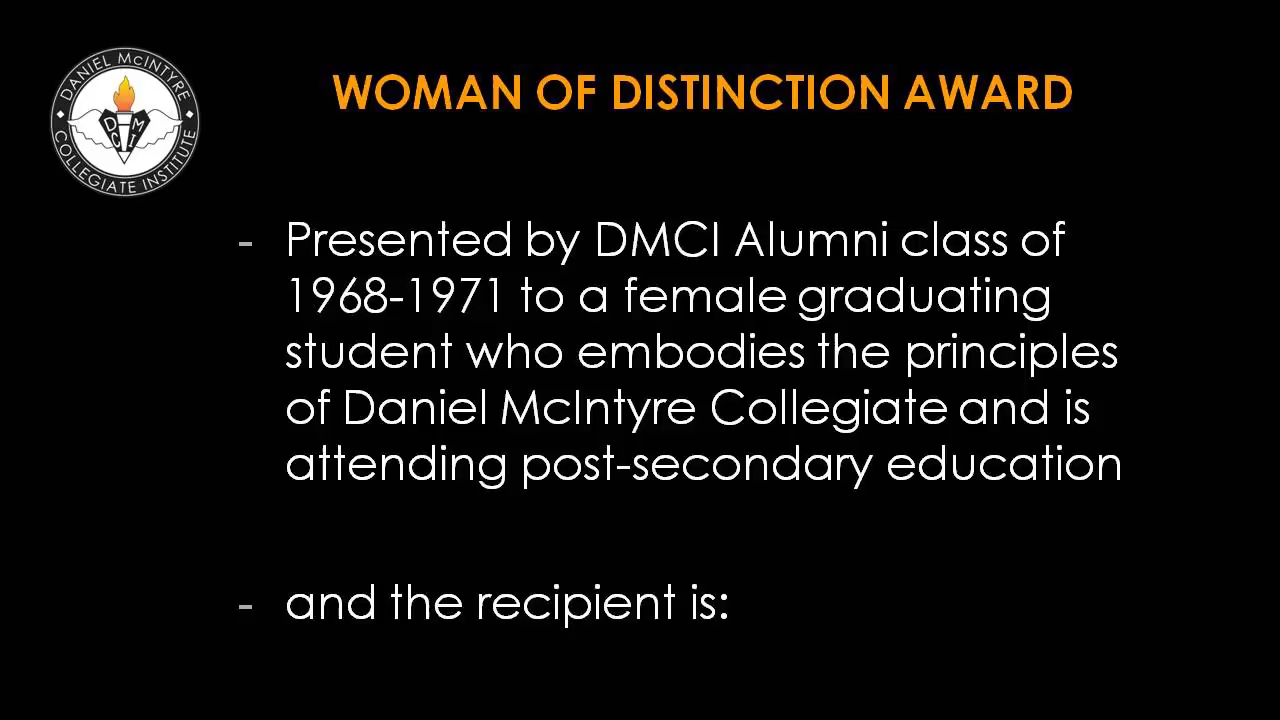 DANIEL McINTYRE
COLLEGIATE INSTITUTE
D M
C I
WOMAN OF DISTINCTION AWARD
- Presented by DMCI Alumni class of
1968-1971 to a female graduating
student who embodies the principles
of Daniel McIntyre Collegiate and is
attending post-secondary education
- and the recipient is: